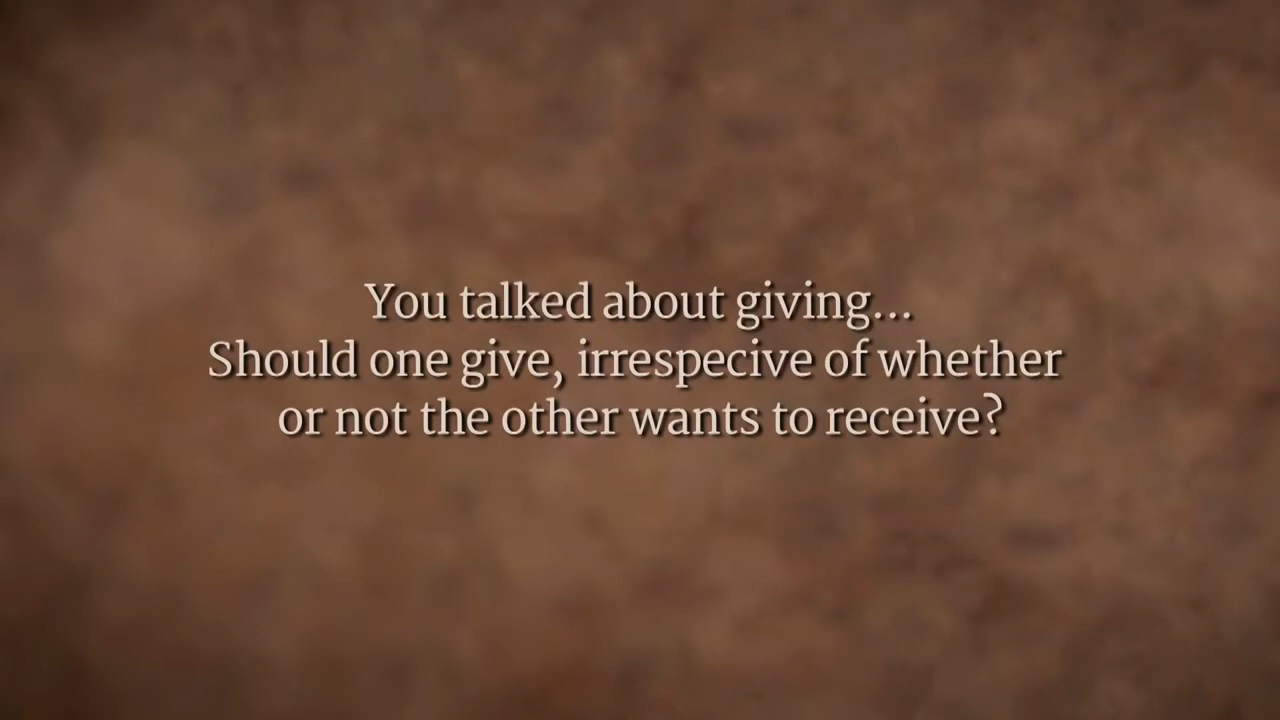 You talked about giving...
Should one give, irrespecive of whether
or not the other wants to receive?